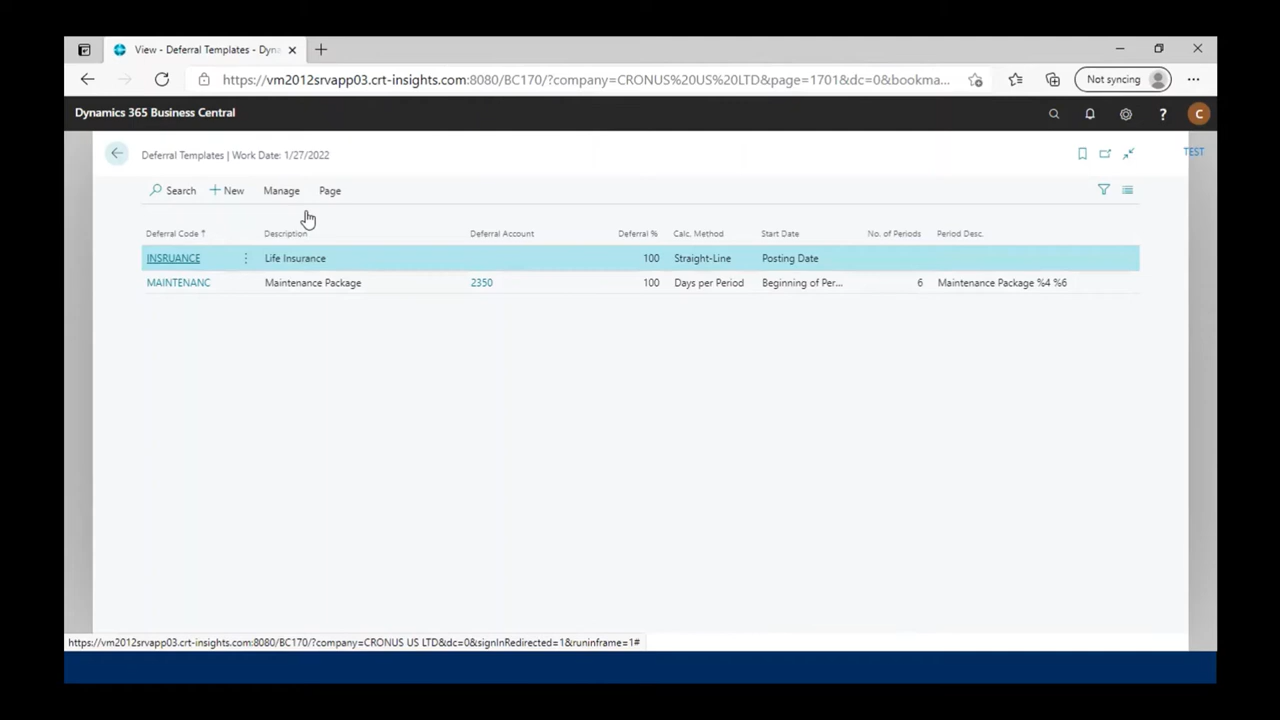 View - Deferral Templates - Dyna
https://vm2012srvapp03.crt-insights.com:8080/BC170/?company=CRONUS%20US%20LTD&page=1701&dc=0&bookma...
Not syncing
Dynamics 365 Business Central
?
C
Deferral Templates | Work Date: 1/27/2022
TEST
Search
New
Manage
Page
Deferral Code ↑ Description Deferral Account Deferral % Calc. Method Start Date No. of Periods Period Desc.
INSRUANCE Life Insurance 100 Straight-Line Posting Date
MAINTENANC Maintenance Package 2350 100 Days per Period Beginning of Per... 6 Maintenance Package %4 %6
https://vm2012srvapp03.crt-insights.com:8080/BC170/?company=CRONUS US LTD&dc=0&signInRedirected=1&runinframe=1#